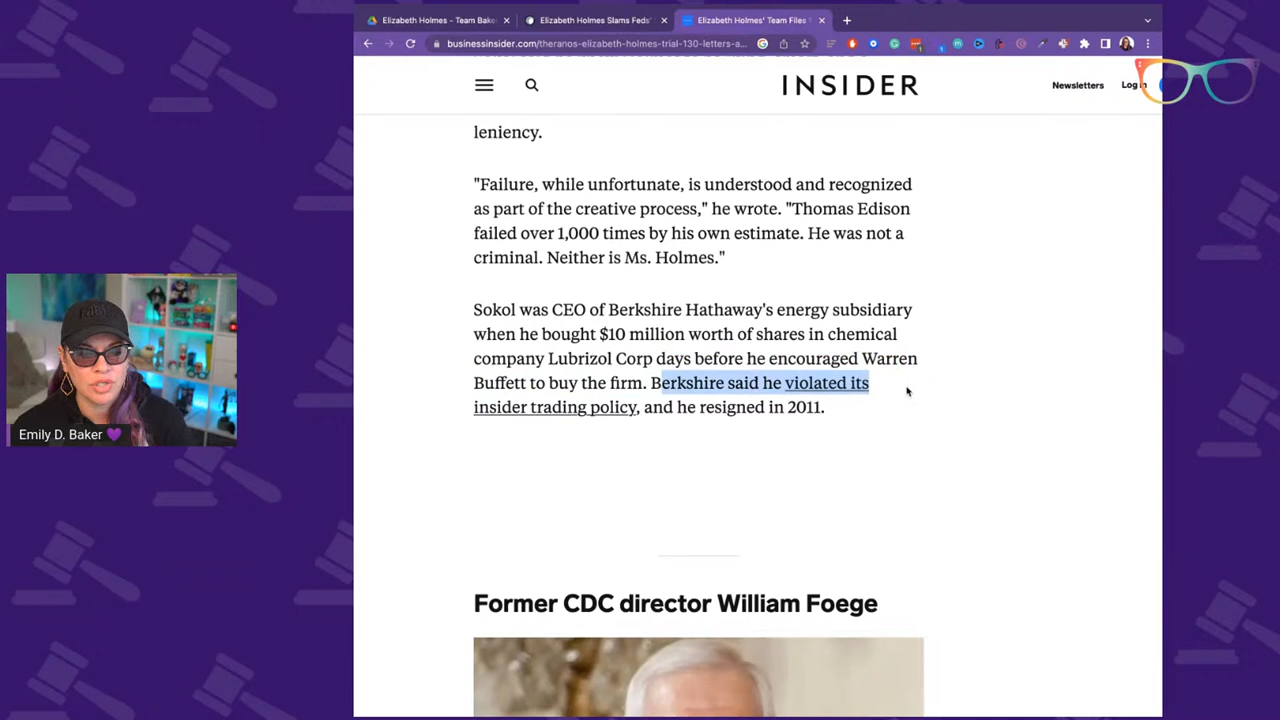 Elizabeth Holmes - Team Bake
Elizabeth Holmes Slams Feds'
Elizabeth Holmes' Team Files
businessinsider.com/theranos-elizabeth-holmes-trial-130-letters-a...
INSIDER
Newsletters
Log in
leniency.
"Failure, while unfortunate, is understood and recognized
as part of the creative process," he wrote. "Thomas Edison
failed over 1,000 times by his own estimate. He was not a
criminal. Neither is Ms. Holmes."
Sokol was CEO of Berkshire Hathaway's energy subsidiary
when he bought $10 million worth of shares in chemical
company Lubrizol Corp days before he encouraged Warren
Buffett to buy the firm. Berkshire said he violated its
insider trading policy, and he resigned in 2011.
Emily D. Baker 💜
Former CDC director William Foege